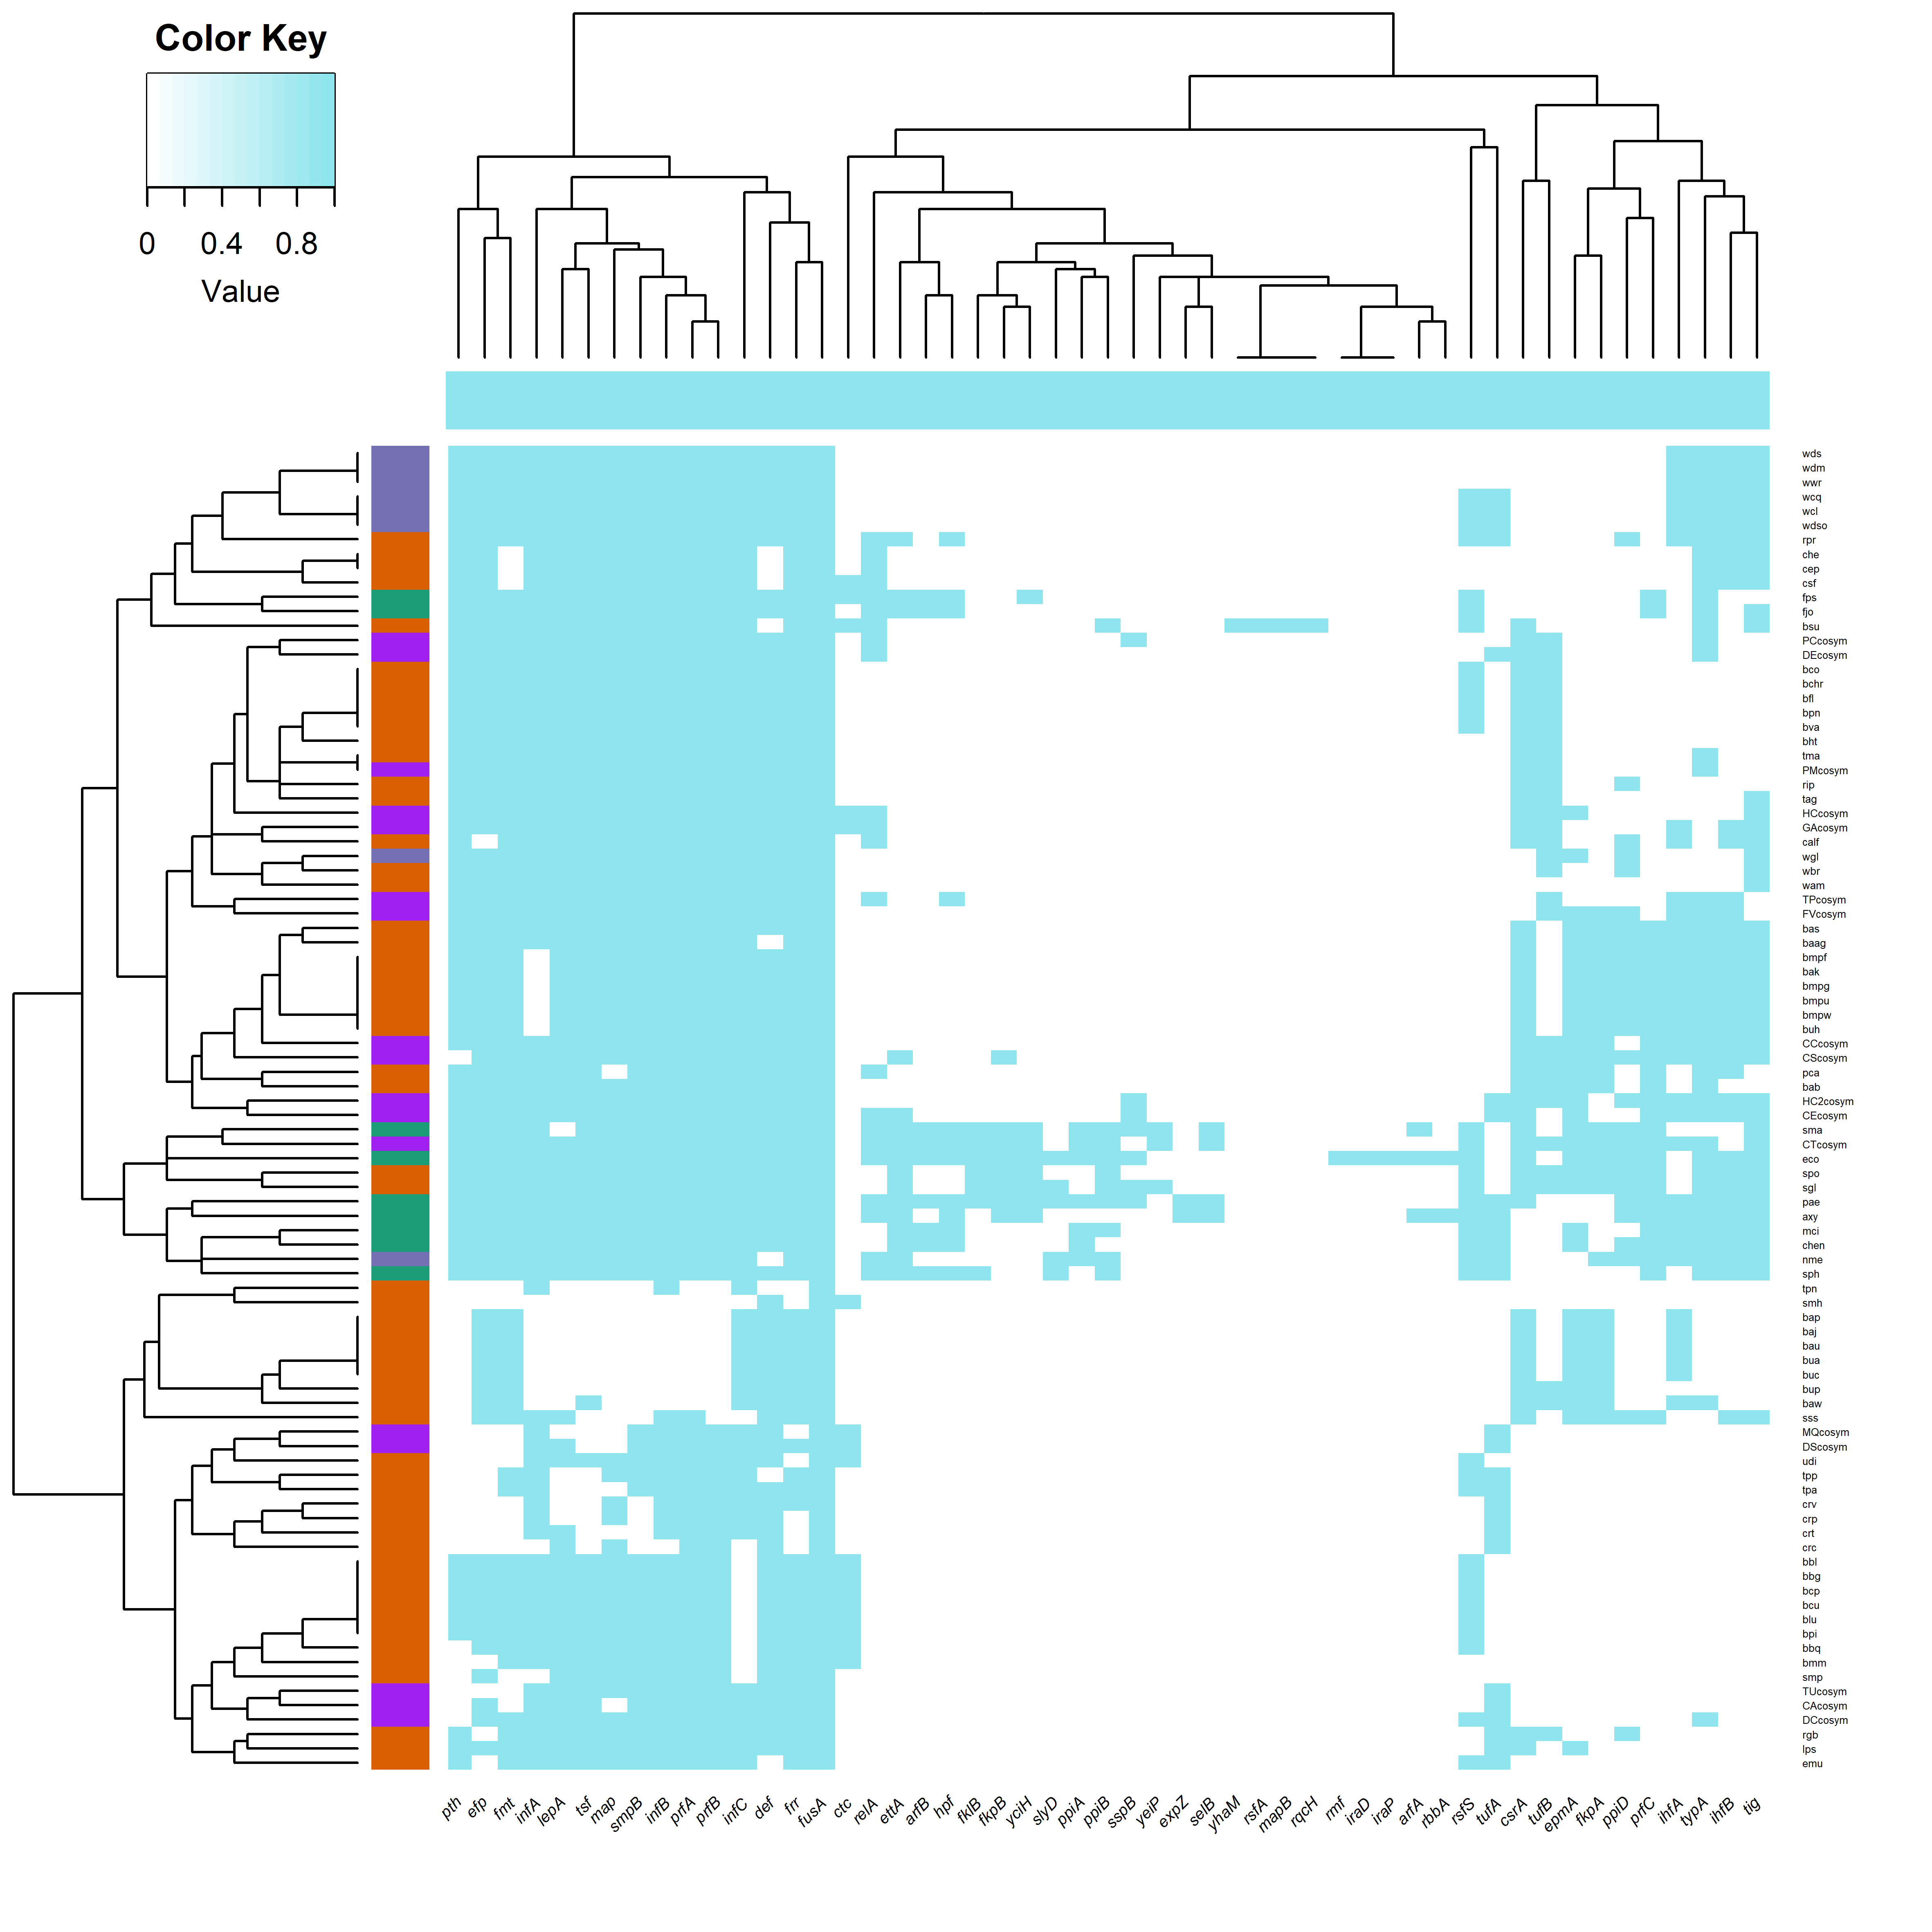 Color Key
0 0.4 0.8
Value
wds
wdm
wwr
wcq
wcl
wdso
rpr
che
cep
csf
fps
fjo
bsu
PCcosym
DEcosym
bco
bchr
bfl
bpn
bva
bht
tma
PMcosym
rip
tag
HCcosym
GAcosym
calf
wgl
wbr
wam
TPcosym
FVcosym
bas
baag
bmpf
bak
bmpg
bmpu
bmpw
buh
CCcosym
CScosym
pca
bab
HC2cosym
CEcosym
sma
CTcosym
eco
spo
sgl
pae
axy
mci
chen
nme
sph
tpn
smh
bap
baj
bau
bua
buc
bup
baw
sss
MQcosym
DScosym
udi
tpp
tpa
crv
crp
crt
crc
bbl
bbg
bcp
bcu
blu
bpi
bbq
bmm
smp
TUcosym
CAcosym
DCcosym
rgb
lps
emu
pth efp fmt infA lepA tsf map smpB infB prfA prfB infC def frr fusA ctc relA ettA arfB hpf fklB fkpB yciH slyD ppiA ppiB sspB yeiP expZ selB yhaM rsfA mapB rqcH rmf iraD iraP arfA rbbA rsfS tufA csrA tufB epmA fkpA ppiD prfC ihfA typA ihfB tig